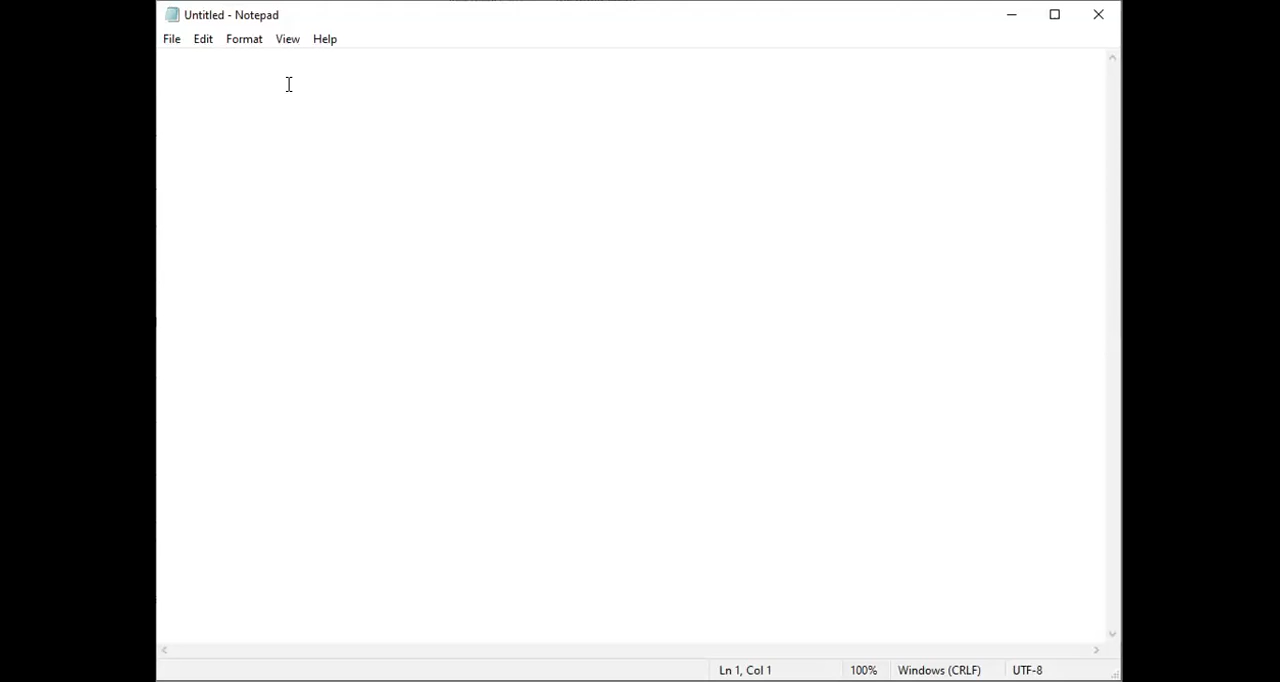 Untitled - Notepad
File Edit Format View Help
Ln 1, Col 1 100% Windows (CRLF) UTF-8